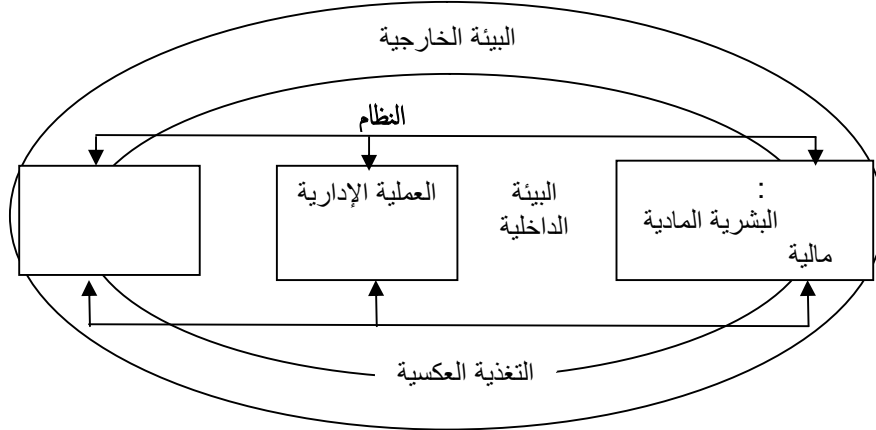 البيئة الخارجية
النظام
:
البشرية المادية
مالية
البيئة
الداخلية
العملية الإدارية
التغذية العكسية